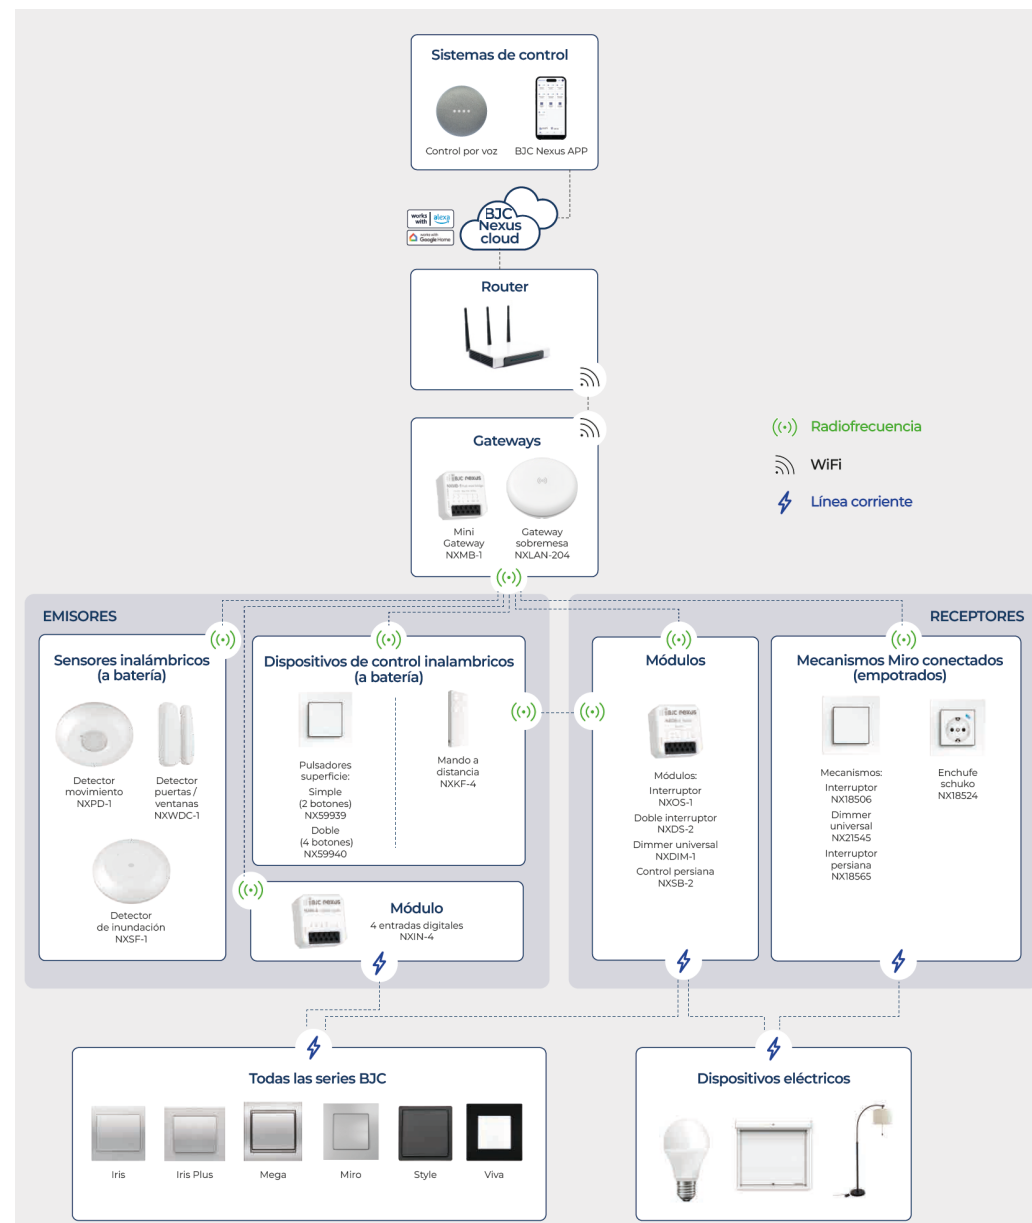 Sistemas de control
Control por voz
BJC Nexus APP
works
with
alexa
works with
Google Home
BJC
Nexus
cloud
Router
Gateways
BJC nexus
Mini
Gateway
NXMB-1
Gateway
sobremesa
NXLAN-204
Radiofrecuencia
WiFi
Línea corriente
EMISORES
Sensores inalámbricos
(a batería)
Detector
movimiento
NXPD-1
Detector
puertas /
ventanas
NXWDC-1
Detector
de inundación
NXSF-1
Dispositivos de control inalambricos
(a batería)
Pulsadores
superficie:
Simple
(2 botones)
NX59939
Doble
(4 botones)
NX59940
Mando a
distancia
NXKF-4
BJC nexus
Módulo
4 entradas digitales
NXIN-4
RECEPTORES
Módulos
BJC nexus
Módulos:
Interruptor
NXOS-1
Doble interruptor
NXDS-2
Dimmer universal
NXDIM-1
Control persiana
NXSB-2
Mecanismos Miro conectados
(empotrados)
Mecanismos:
Interruptor
NX18506
Dimmer
universal
NX21545
Interruptor
persiana
NX18565
Enchufe
schuko
NX18524
Todas las series BJC
Iris
Iris Plus
Mega
Miro
Style
Viva
Dispositivos eléctricos